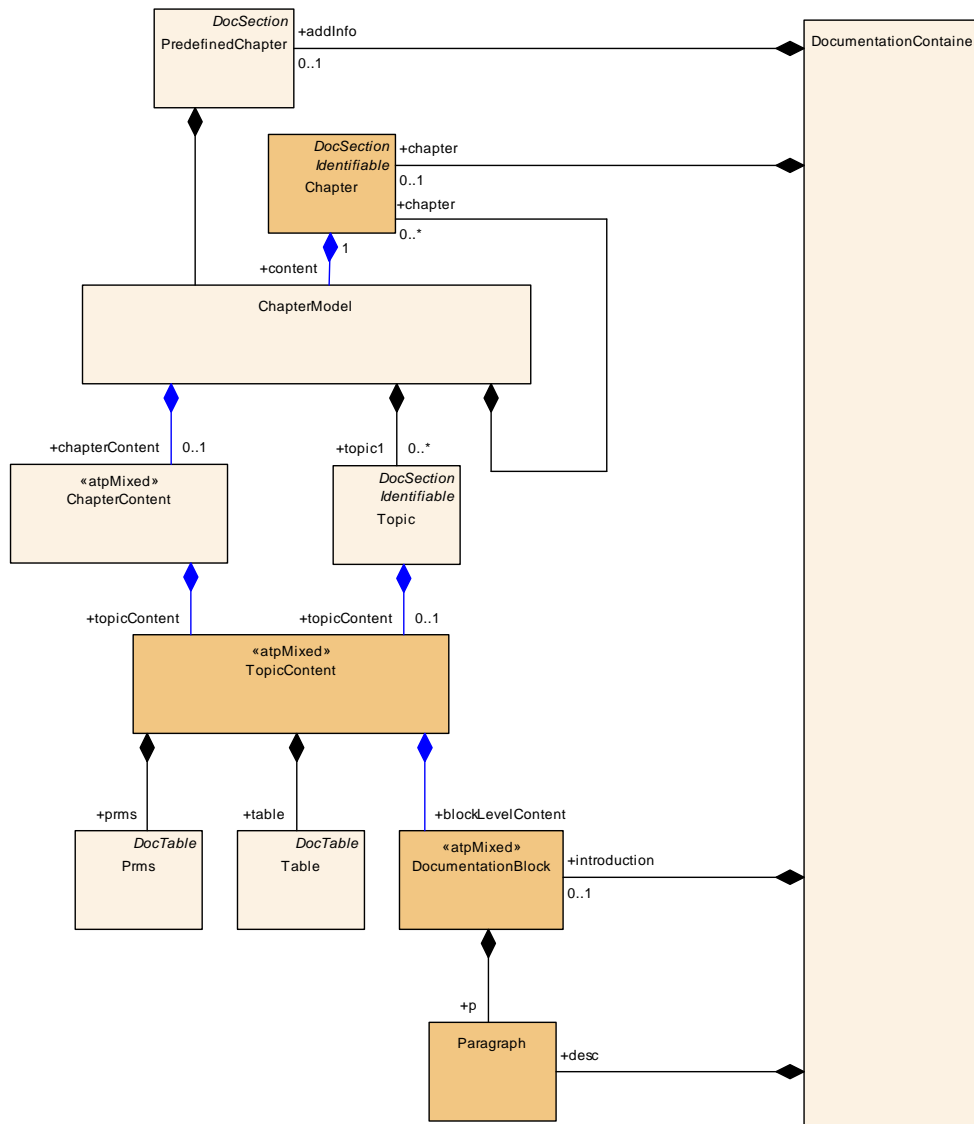 DocSection
PredefinedChapter
+addInfo
0..1
DocumentationContaine
DocSection
Identifiable
Chapter
+chapter
0..1
+chapter
0..*
1
+content
ChapterModel
+chapterContent
0..1
+topic1
0..*
«atpMixed»
ChapterContent
DocSection
Identifiable
Topic
+topicContent
+topicContent
0..1
«atpMixed»
TopicContent
+prms
+table
+blockLevelContent
DocTable
Prms
DocTable
Table
«atpMixed»
DocumentationBlock
+introduction
0..1
+p
Paragraph
+desc